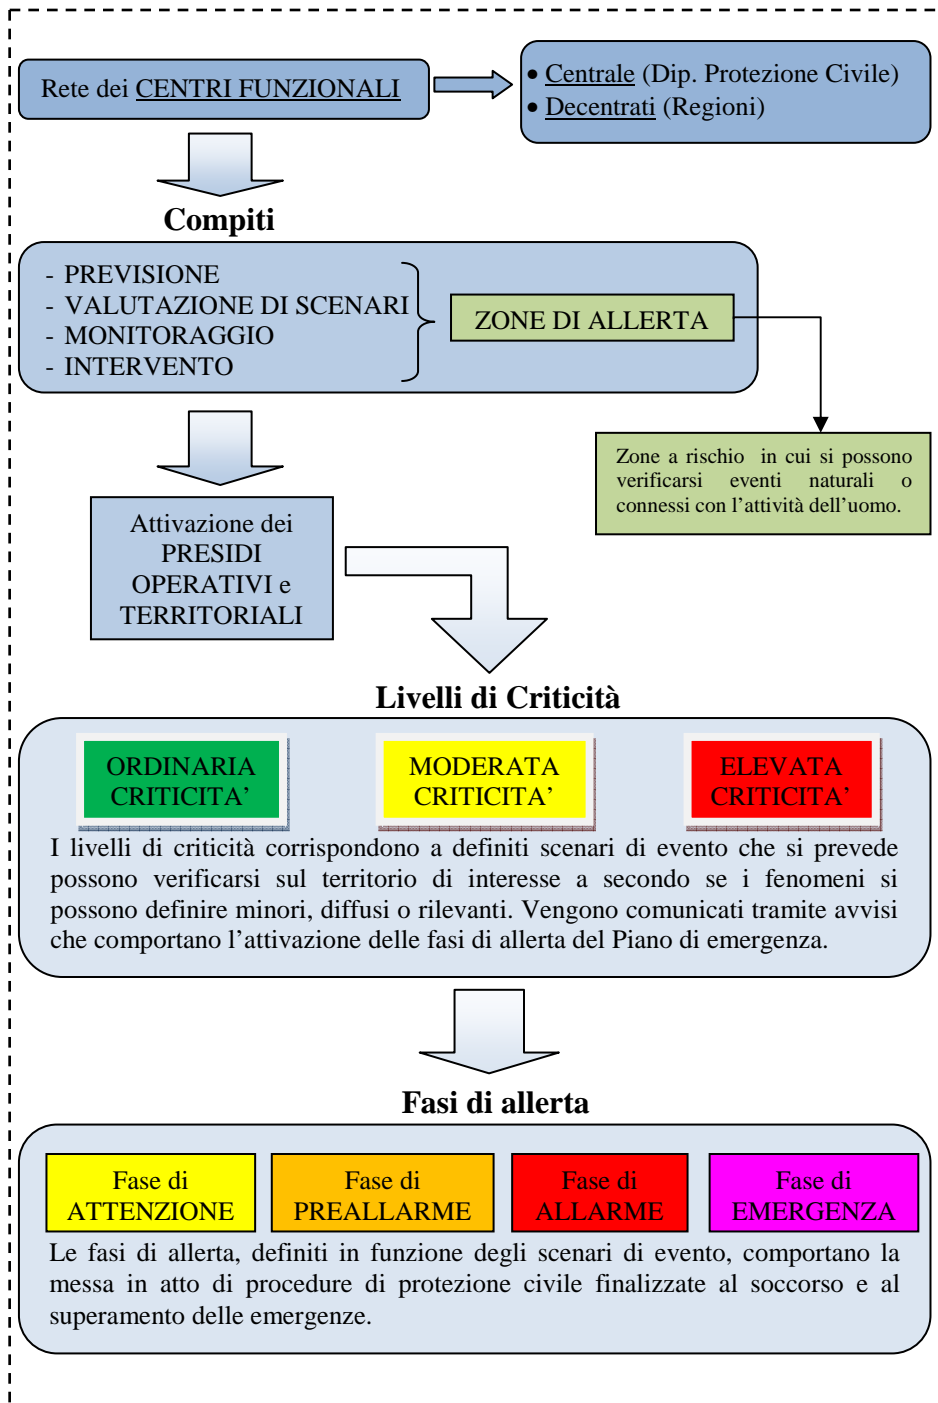 Rete dei CENTRI FUNZIONALI
• Centrale (Dip. Protezione Civile)
• Decentrati (Regioni)
Compiti
- PREVISIONE
- VALUTAZIONE DI SCENARI
- MONITORAGGIO
- INTERVENTO
ZONE DI ALLERTA
Zone a rischio in cui si possono
verificarsi eventi naturali o
connessi con l’attività dell’uomo.
Attivazione dei
PRESIDI
OPERATIVI e
TERRITORIALI
Livelli di Criticità
ORDINARIA
CRITICITA’
MODERATA
CRITICITA’
ELEVATA
CRITICITA’
I livelli di criticità corrispondono a definiti scenari di evento che si prevede
possono verificarsi sul territorio di interesse a secondo se i fenomeni si
possono definire minori, diffusi o rilevanti. Vengono comunicati tramite avvisi
che comportano l’attivazione delle fasi di allerta del Piano di emergenza.
Fasi di allerta
Fase di
ATTENZIONE
Fase di
PREALLARME
Fase di
ALLARME
Fase di
EMERGENZA
Le fasi di allerta, definiti in funzione degli scenari di evento, comportano la
messa in atto di procedure di protezione civile finalizzate al soccorso e al
superamento delle emergenze.